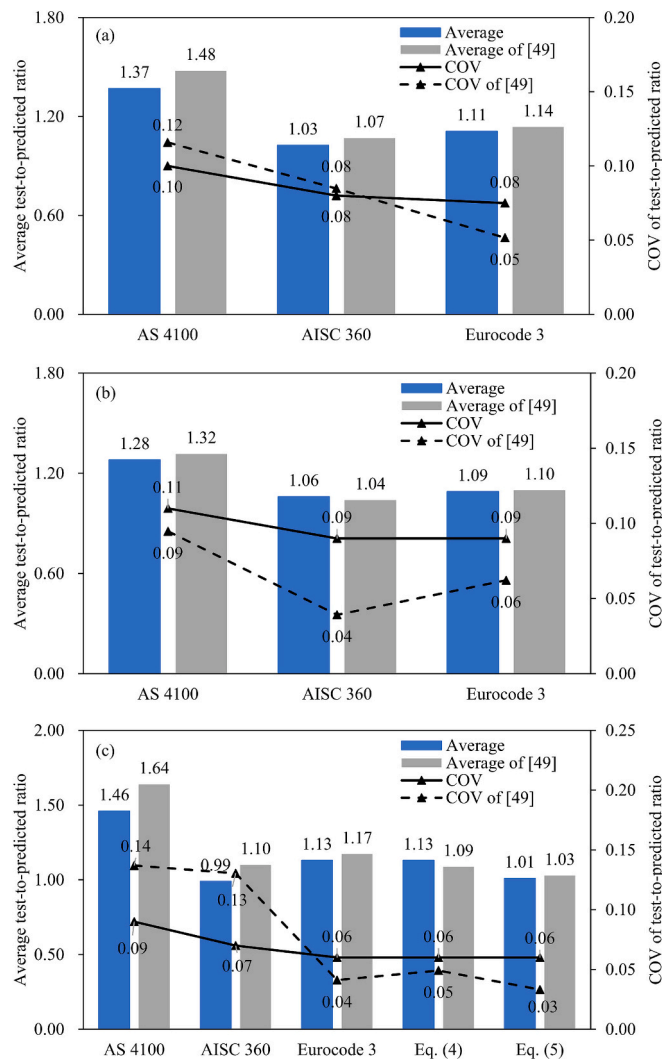 1.80
1.20
0.60
0.00
Average test-to-predicted ratio
(a)
Average
Average of [49]
COV
COV of [49]
1.37
1.48
1.03
1.07
1.11
1.14
0.12
0.10
0.08
0.08
0.08
0.05
0.20
0.15
0.10
0.05
0.00
COV of test-to-predicted ratio
AS 4100
AISC 360
Eurocode 3
1.80
1.20
0.60
0.00
Average test-to-predicted ratio
(b)
Average
Average of [49]
COV
COV of [49]
1.28
1.32
1.06
1.04
1.09
1.10
0.11
0.09
0.09
0.04
0.09
0.06
0.20
0.15
0.10
0.05
0.00
COV of test-to-predicted ratio
AS 4100
AISC 360
Eurocode 3
2.00
1.50
1.00
0.50
0.00
Average test-to-predicted ratio
(c)
Average
Average of [49]
COV
COV of [49]
1.46
1.64
0.99
1.10
1.13
1.17
1.13
1.09
1.01
1.03
0.14
0.09
0.13
0.07
0.06
0.04
0.06
0.05
0.06
0.03
0.25
0.20
0.15
0.10
0.05
0.00
COV of test-to-predicted ratio
AS 4100
AISC 360
Eurocode 3
Eq. (4)
Eq. (5)